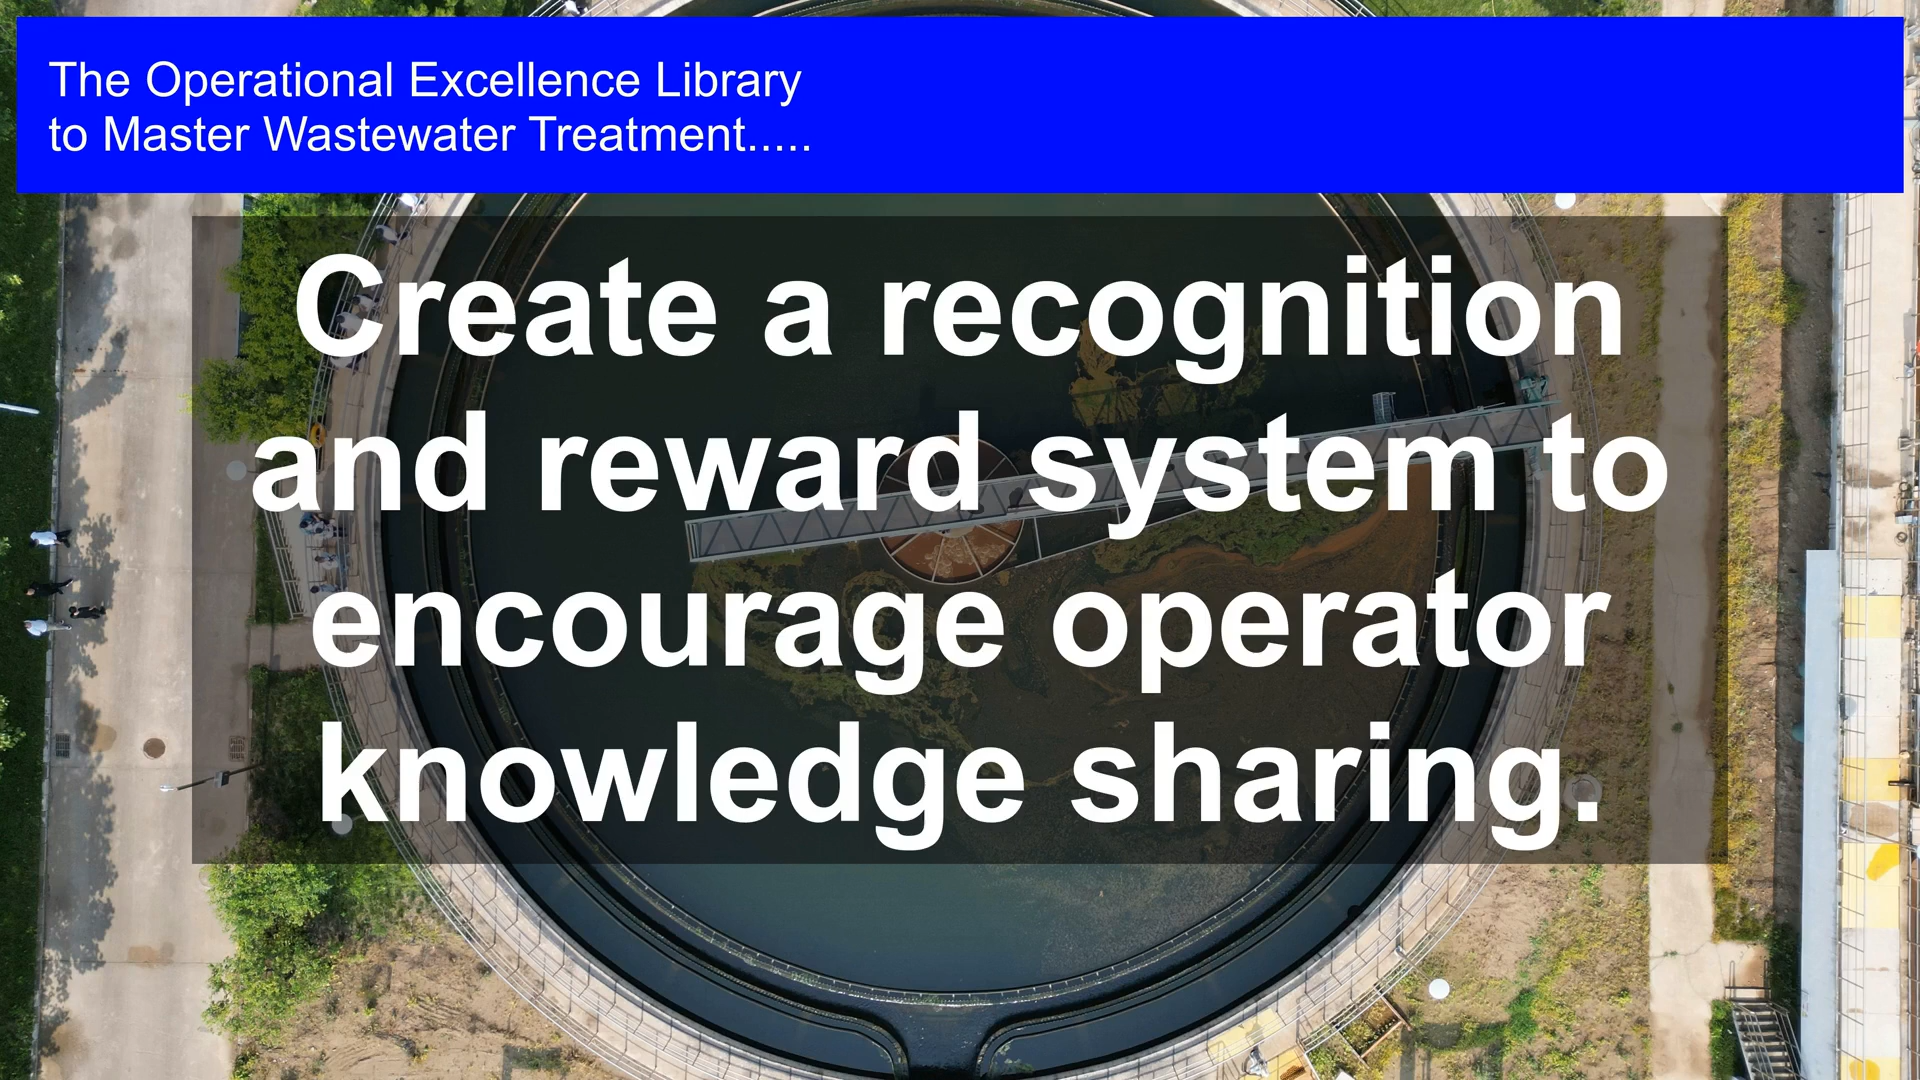 The Operational Excellence Library
to Master Wastewater Treatment.....
Create a recognition
and reward system to
encourage operator
knowledge sharing.